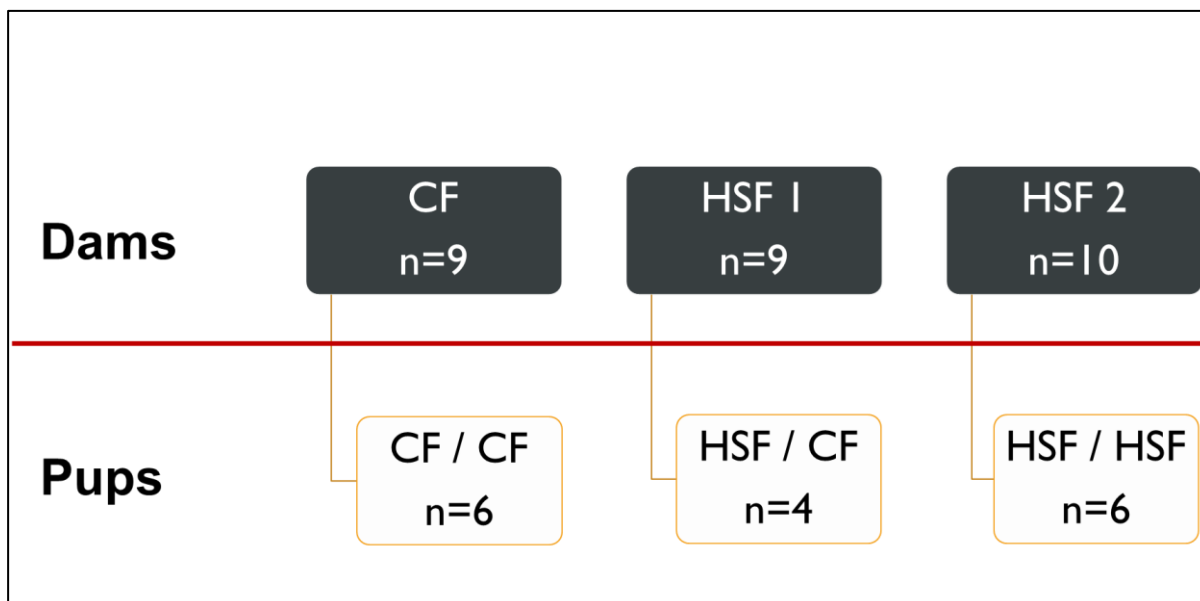 Dams
CF
n=9
HSF 1
n=9
HSF 2
n=10
Pups
CF / CF
n=6
HSF / CF
n=4
HSF / HSF
n=6